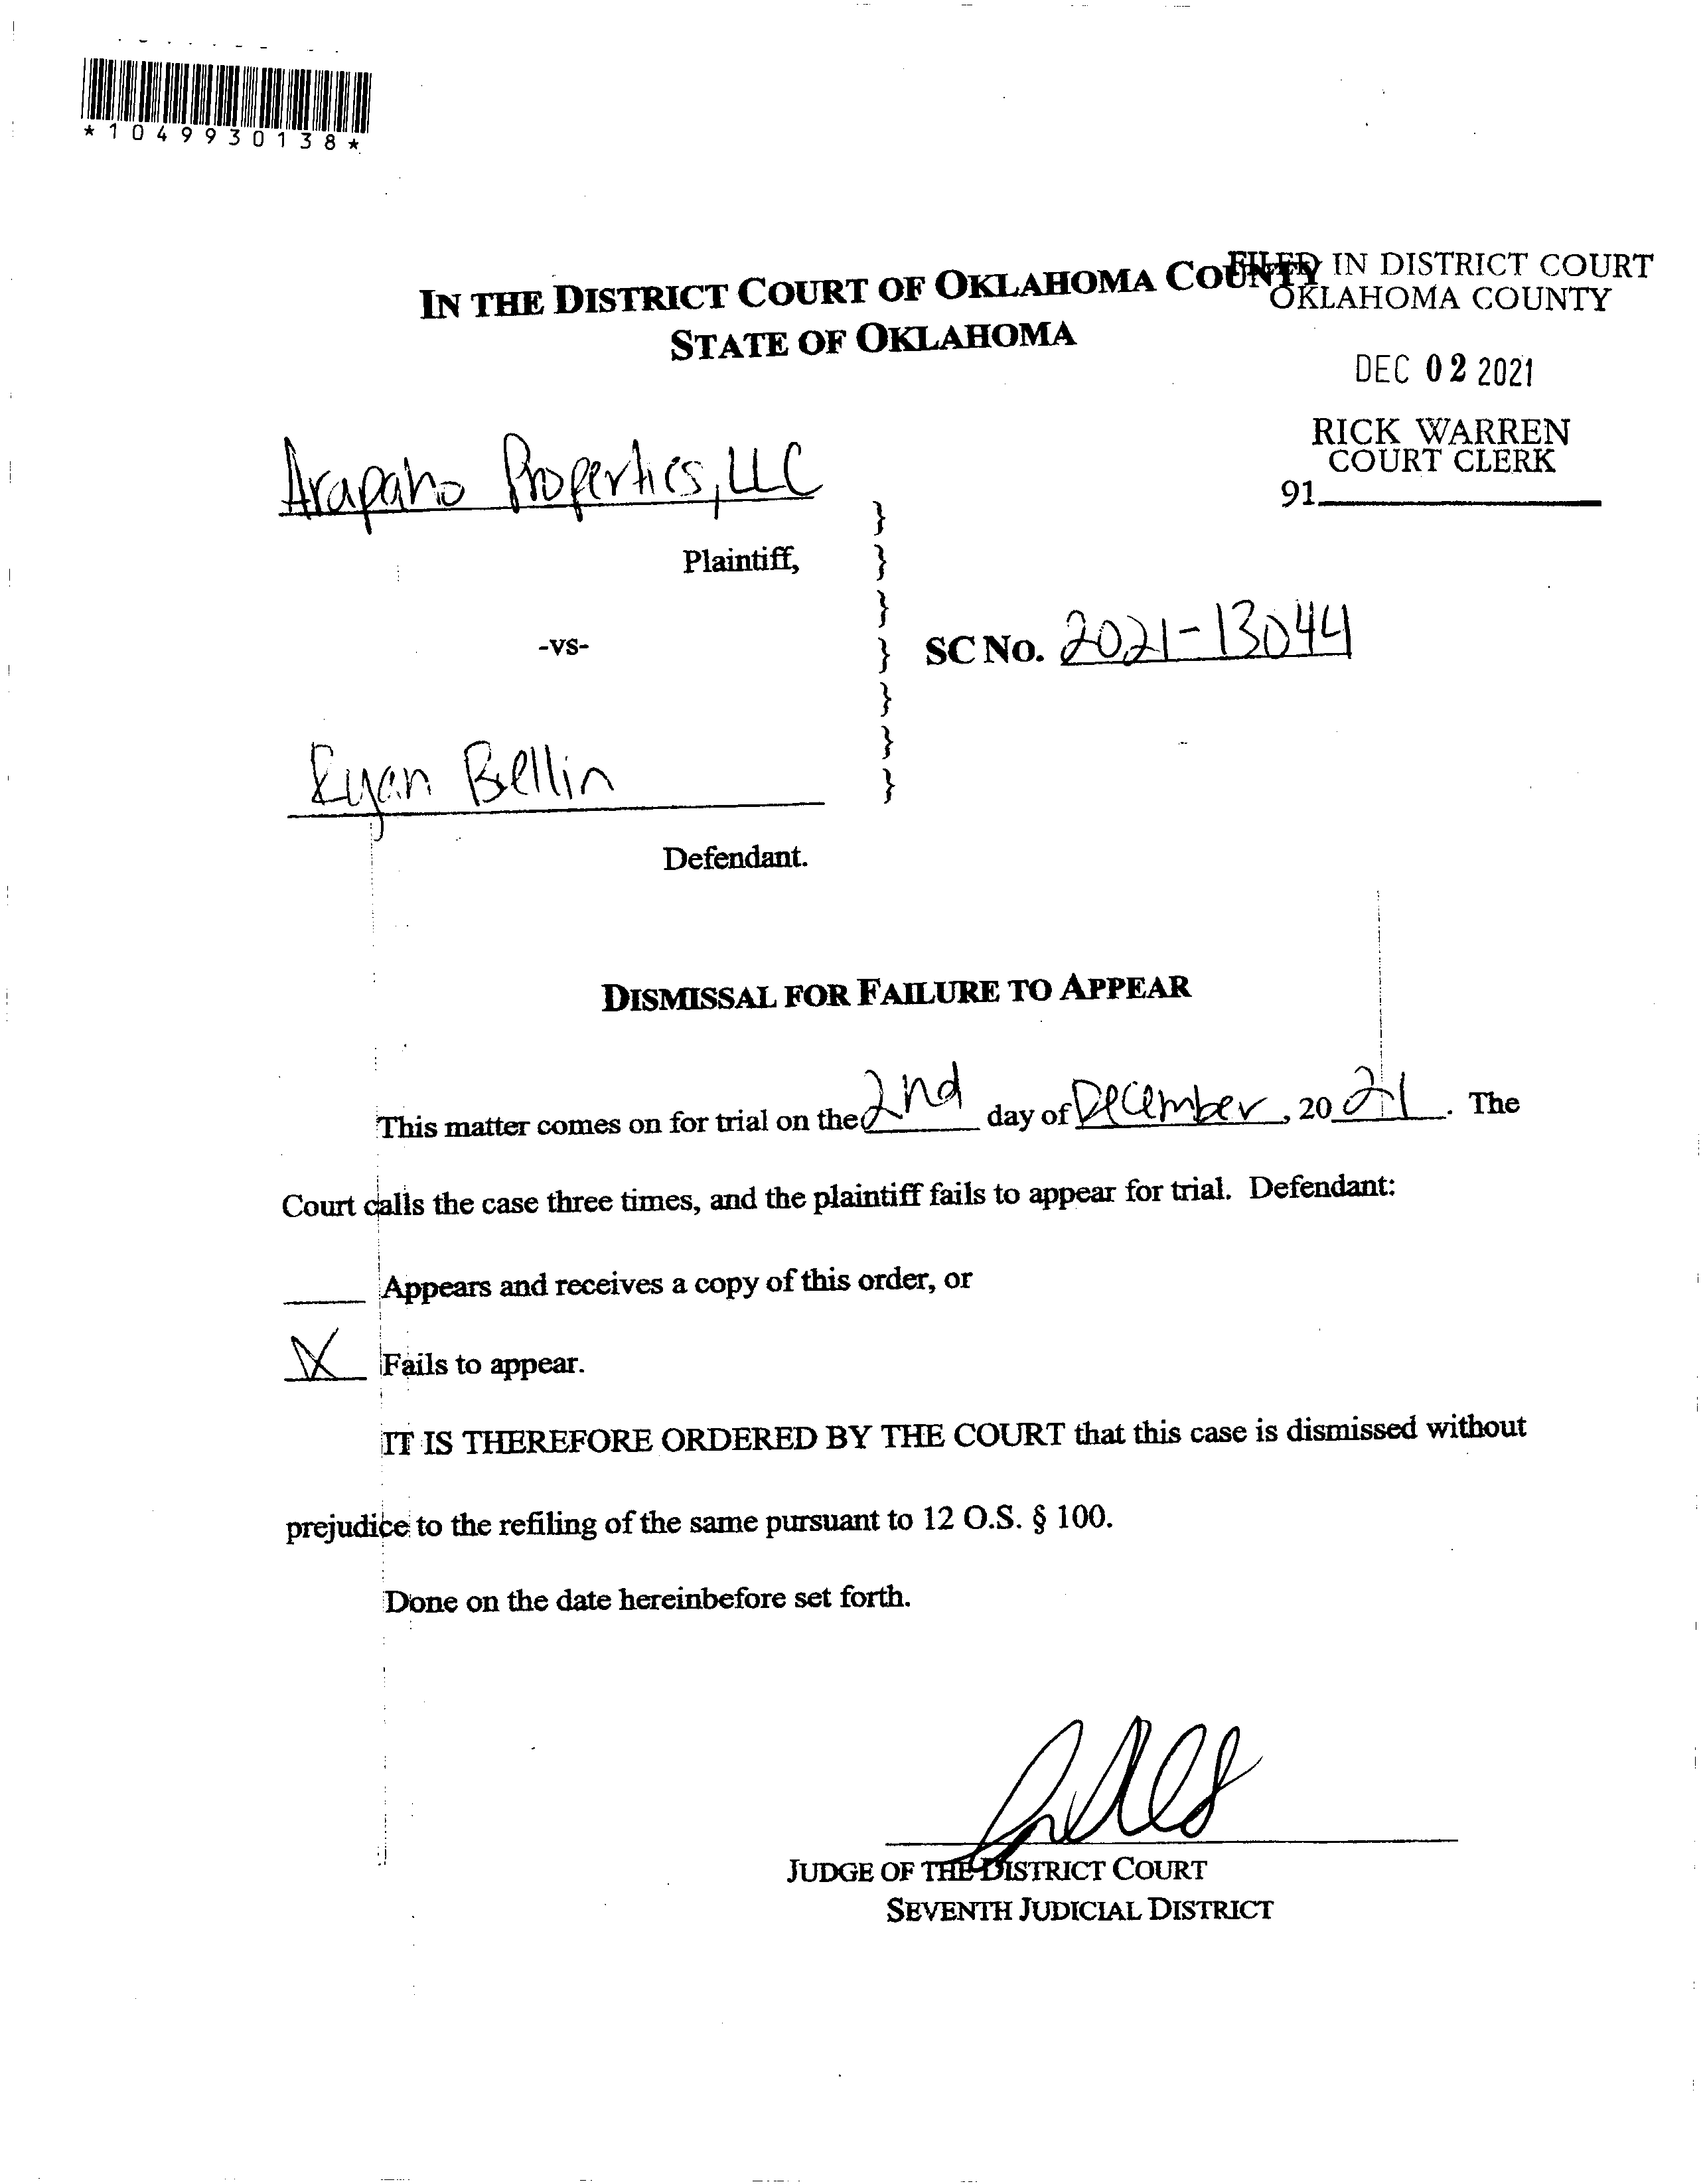 *1049930138*
IN THE DISTRICT COURT OF OKLAHOMA COUNTY
STATE OF OKLAHOMA
FILED IN DISTRICT COURT
OKLAHOMA COUNTY
DEC 02 2021
RICK WARREN
COURT CLERK
91
Arapaho Properties, LLC
Plaintiff,
-vs-
SC No. 2021-13044
Ryan Bellin
Defendant.
DISMISSAL FOR FAILURE TO APPEAR
This matter comes on for trial on the 2nd day of December, 2021. The
Court calls the case three times, and the plaintiff fails to appear for trial. Defendant:
Appears and receives a copy of this order, or
X Fails to appear.
IT IS THEREFORE ORDERED BY THE COURT that this case is dismissed without
prejudice to the refiling of the same pursuant to 12 O.S. § 100.
Done on the date hereinbefore set forth.
JUDGE OF THE DISTRICT COURT
SEVENTH JUDICIAL DISTRICT